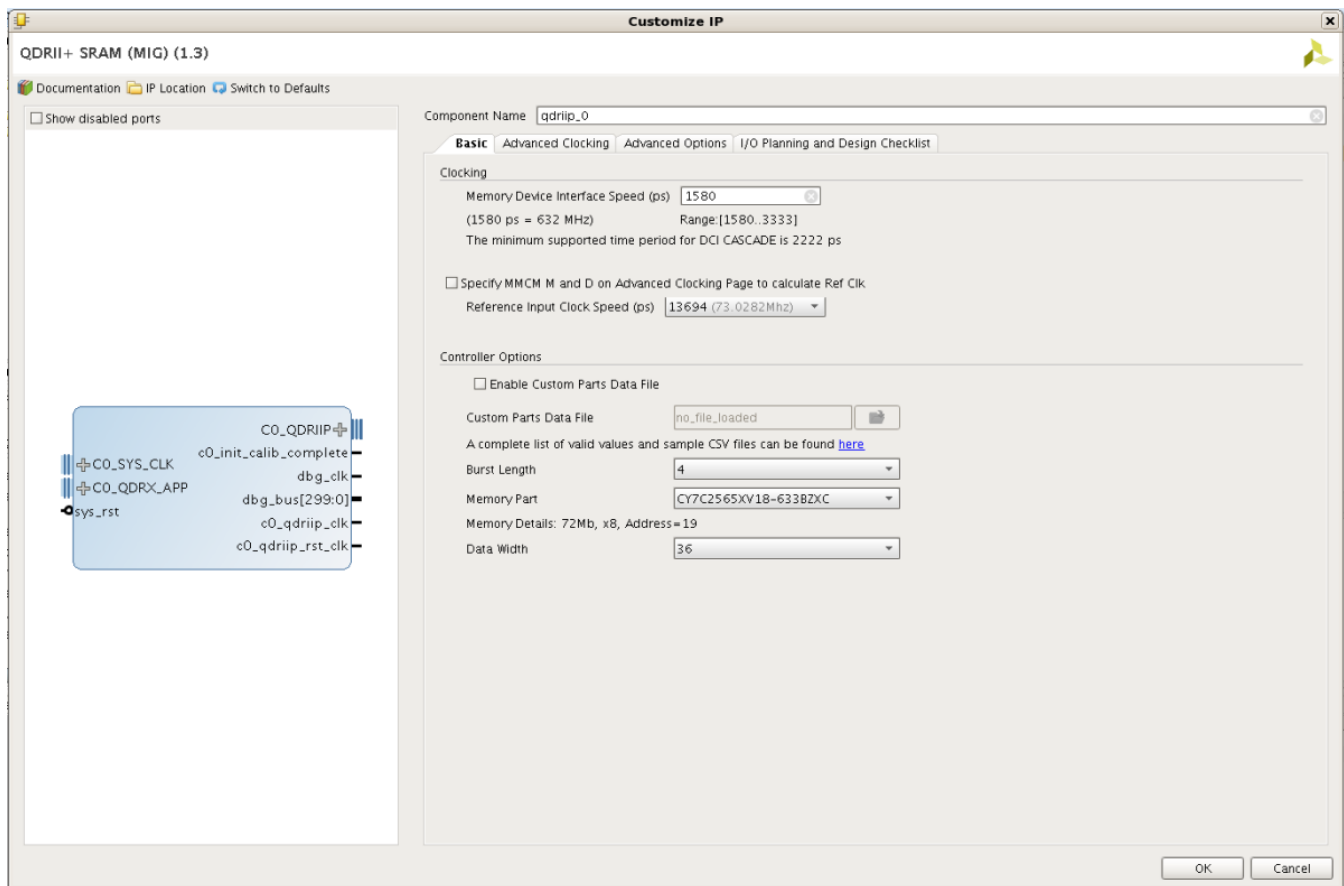 Customize IP
QDRII+ SRAM (MIG) (1.3)
Documentation IP Location Switch to Defaults
Show disabled ports
C0_SYS_CLK
C0_QDRX_APP
sys_rst
C0_QDRIIP
c0_init_calib_complete
dbg_clk
dbg_bus[299:0]
c0_qdriip_clk
c0_qdriip_rst_clk
Component Name qdriip_0
Basic Advanced Clocking Advanced Options I/O Planning and Design Checklist
Clocking
Memory Device Interface Speed (ps) 1580
(1580 ps = 632 MHz) Range:[1580..3333]
The minimum supported time period for DCI CASCADE is 2222 ps
Specify MMCM M and D on Advanced Clocking Page to calculate Ref Clk
Reference Input Clock Speed (ps) 13694 (73.0282Mhz)
Controller Options
Enable Custom Parts Data File
Custom Parts Data File no_file_loaded
A complete list of valid values and sample CSV files can be found here
Burst Length 4
Memory Part CY7C2565XV18-633BZXC
Memory Details: 72Mb, x8, Address=19
Data Width 36
OK Cancel